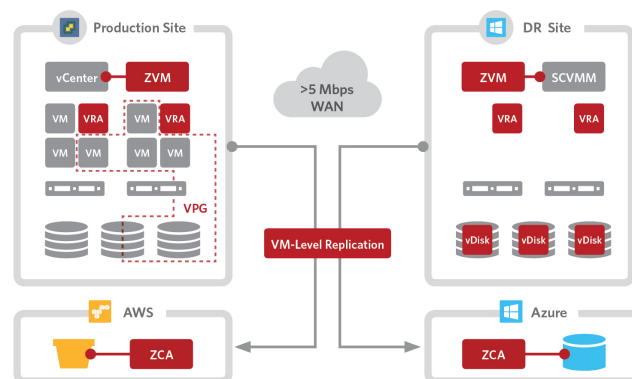 Production Site
vCenter
ZVM
VM
VRA
VM
VRA
VM
VM
VM
VM
VPG
>5 Mbps
WAN
VM-Level Replication
DR Site
ZVM
SCVMM
VRA
VRA
vDisk
vDisk
vDisk
AWS
ZCA
Azure
ZCA